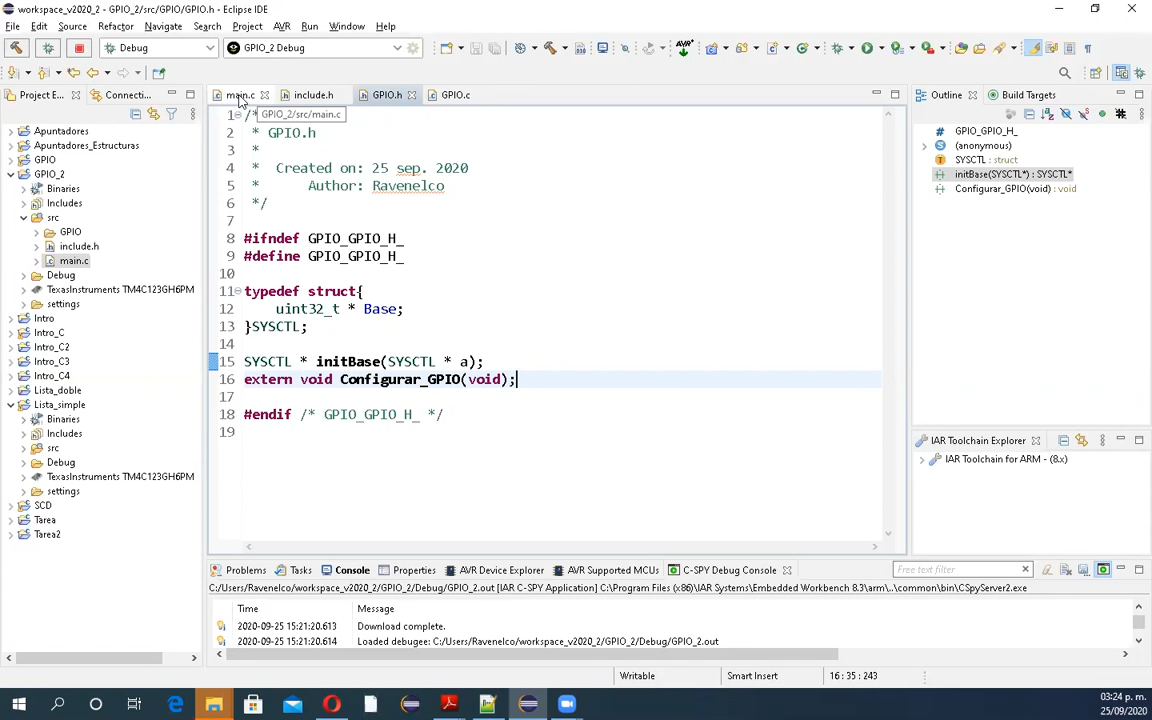 workspace_v2020_2 - GPIO_2/src/GPIO/GPIO.h - Eclipse IDE
File Edit Source Refactor Navigate Search Project AVR Run Window Help
Debug GPIO_2 Debug
Project E... Connecti... main.c include.h GPIO.h GPIO.c Outline Build Targets
GPIO_2/src/main.c
Apuntadores
Apuntadores_Estructuras
GPIO
GPIO_2
Binaries
Includes
src
GPIO
include.h
main.c
Debug
TexasInstruments TM4C123GH6PM
settings
Intro
Intro_C
Intro_C2
Intro_C3
Intro_C4
Lista_doble
Lista_simple
Binaries
Includes
src
Debug
TexasInstruments TM4C123GH6PM
settings
SCD
Tarea
Tarea2
1 /*
2 * GPIO.h
3 *
4 * Created on: 25 sep. 2020
5 * Author: Ravenelco
6 */
7
8 #ifndef GPIO_GPIO_H_
9 #define GPIO_GPIO_H_
10
11 typedef struct{
12 uint32_t * Base;
13 }SYSCTL;
14
15 SYSCTL * initBase(SYSCTL * a);
16 extern void Configurar_GPIO(void);
17
18 #endif /* GPIO_GPIO_H_ */
19
GPIO_GPIO_H_
(anonymous)
SYSCTL : struct
initBase(SYSCTL*) : SYSCTL*
Configurar_GPIO(void) : void
IAR Toolchain Explorer
IAR Toolchain for ARM - (8.x)
Problems Tasks Console Properties AVR Device Explorer AVR Supported MCUs C-SPY Debug Console Free text filter
C:/Users/Ravenelco/workspace_v2020_2/GPIO_2/Debug/GPIO_2.out [IAR C-SPY Application] C:\Program Files (x86)\IAR Systems\Embedded Workbench 8.3\arm\..\common\bin\CSpyServer2.exe
Time Message
2020-09-25 15:21:20.613 Download complete.
2020-09-25 15:21:20.614 Loaded debugee: C:/Users/Ravenelco/workspace_v2020_2/GPIO_2/Debug/GPIO_2.out
Writable Smart Insert 16 : 35 : 243
03:24 p. m.
25/09/2020